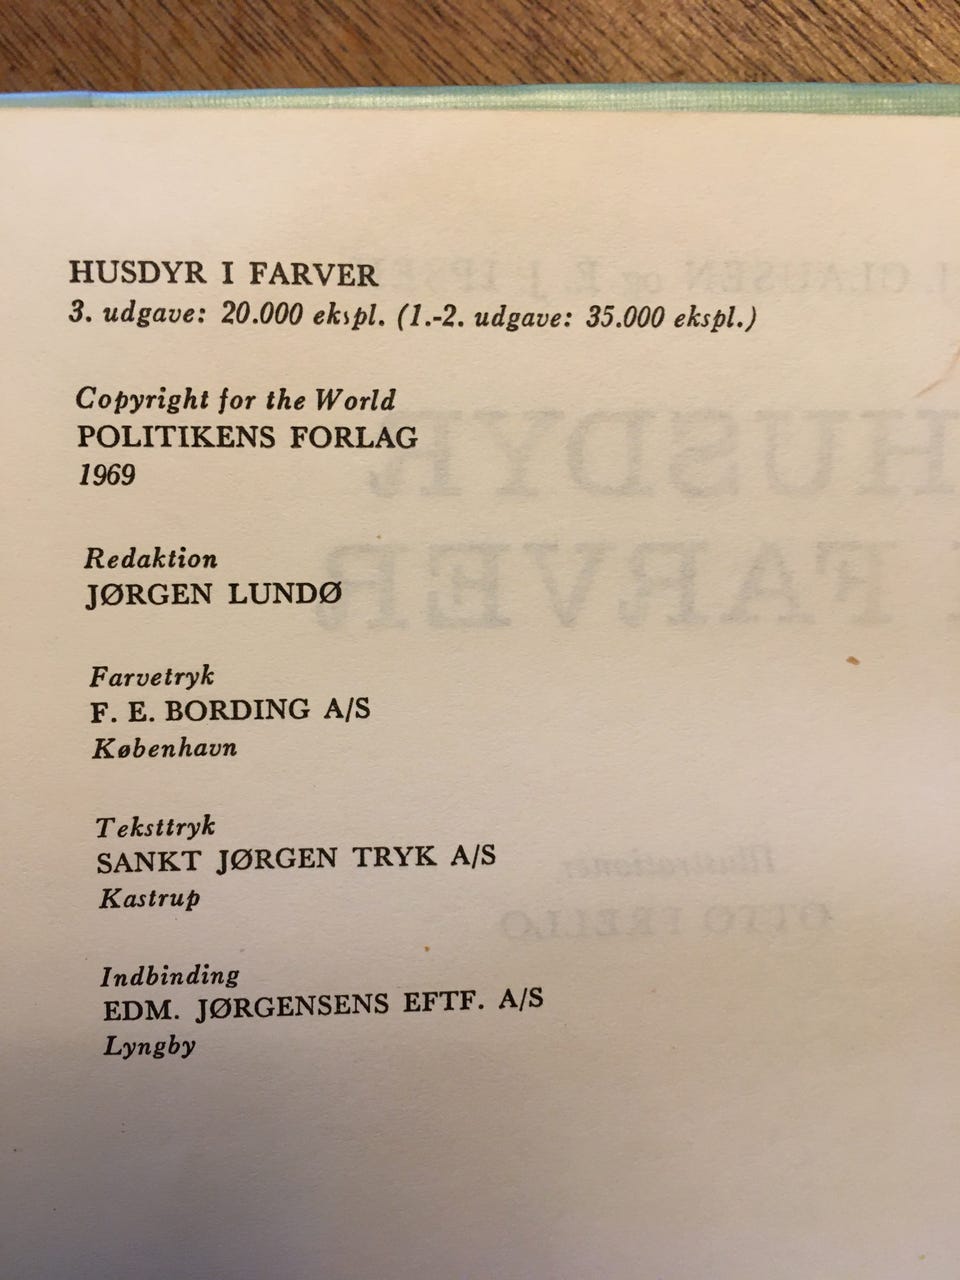 HUSDYR I FARVER
3. udgave: 20.000 ekspl. (1.-2. udgave: 35.000 ekspl.)
Copyright for the World
POLITIKENS FORLAG
1969
Redaktion
JØRGEN LUNDØ
Farvetryk
F. E. BORDING A/S
København
Teksttryk
SANKT JØRGEN TRYK A/S
Kastrup
Indbinding
EDM. JØRGENSENS EFTF. A/S
Lyngby